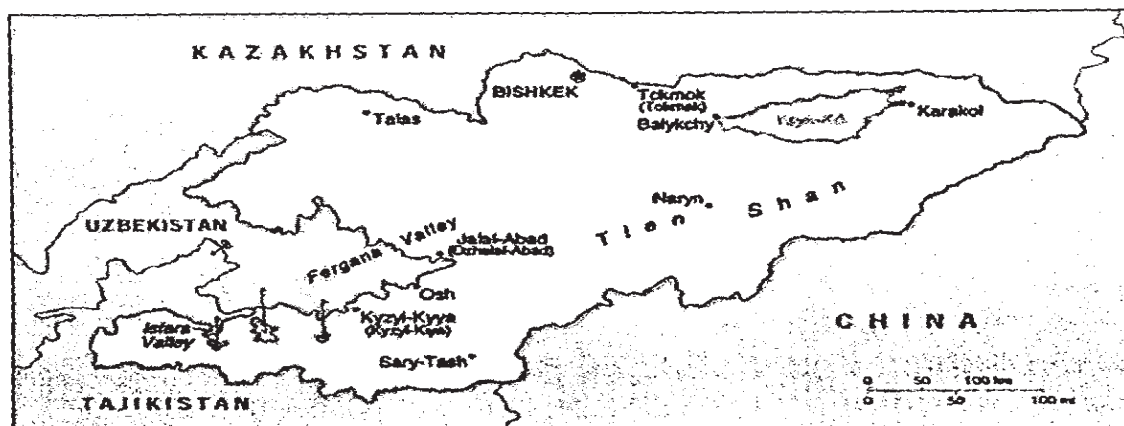 KAZAKHSTAN
BISHKEK
Tokmok
(Tokmak)
Talas
Balykchy
Karakol
Naryn
Tian Shan
UZBEKISTAN
Fergana Valley
Jalal-Abad
(Dzhalal-Abad)
Osh
Kyzyl-Kyya
(Kyzyl-Kiya)
Isfara
Valley
Sary-Tash
CHINA
TAJIKISTAN
0 50 100 km
0 50 100 mi